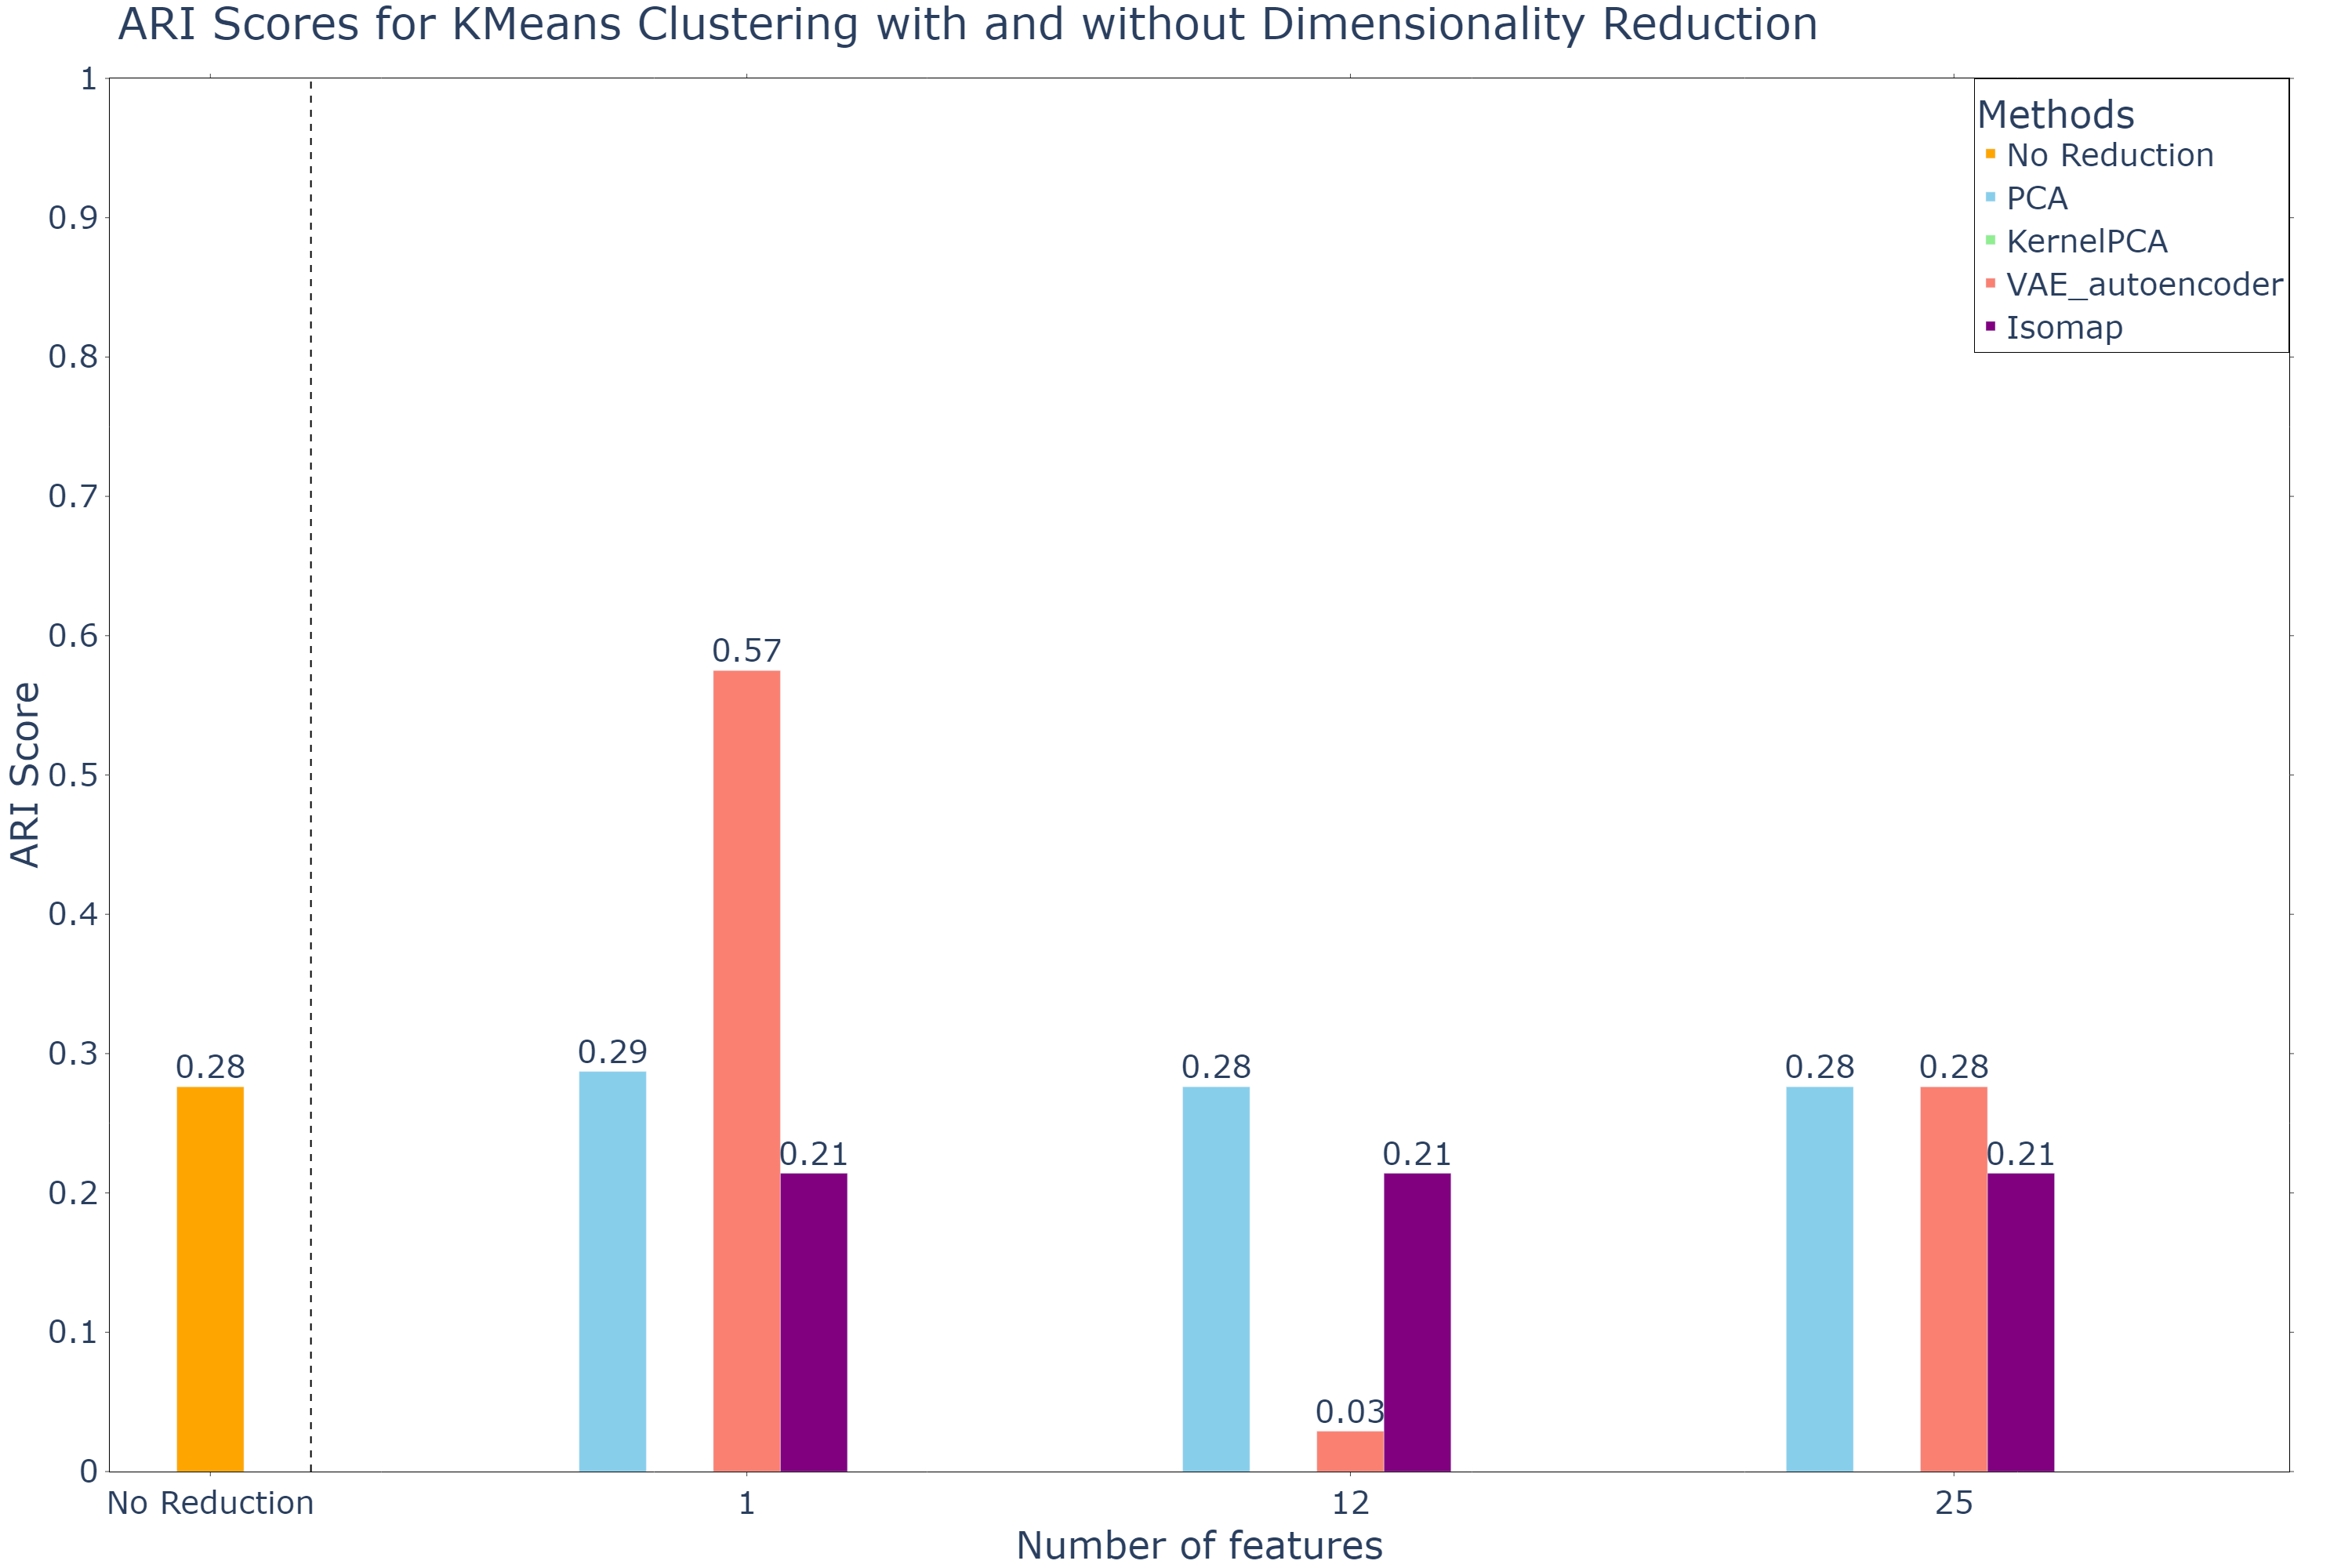 ARI Scores for KMeans Clustering with and without Dimensionality Reduction
Methods
No Reduction
PCA
KernelPCA
VAE_autoencoder
Isomap
ARI Score
1
0.9
0.8
0.7
0.6
0.5
0.4
0.3
0.2
0.1
0
0.28
0.29
0.57
0.21
0.28
0.03
0.21
0.28
0.28
0.21
No Reduction
1
12
25
Number of features